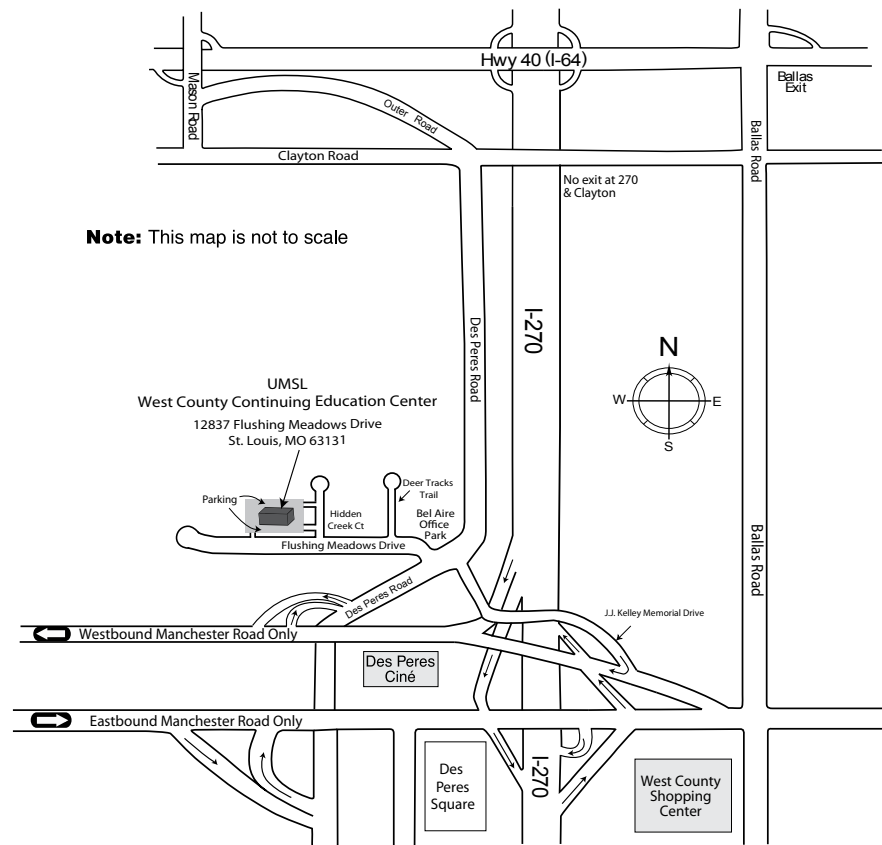 Hwy 40 (I-64)
Ballas
Exit
Mason Road
Outer Road
Ballas Road
Clayton Road
No exit at 270
& Clayton
Note: This map is not to scale
Des Peres Road
I-270
N
W
E
S
UMSL
West County Continuing Education Center
12837 Flushing Meadows Drive
St. Louis, MO 63131
Parking
Deer Tracks
Trail
Hidden
Creek Ct
Bel Aire
Office
Park
Flushing Meadows Drive
Ballas Road
Des Peres Road
J.J. Kelley Memorial Drive
Westbound Manchester Road Only
Des Peres
Ciné
Eastbound Manchester Road Only
Des
Peres
Square
I-270
West County
Shopping
Center